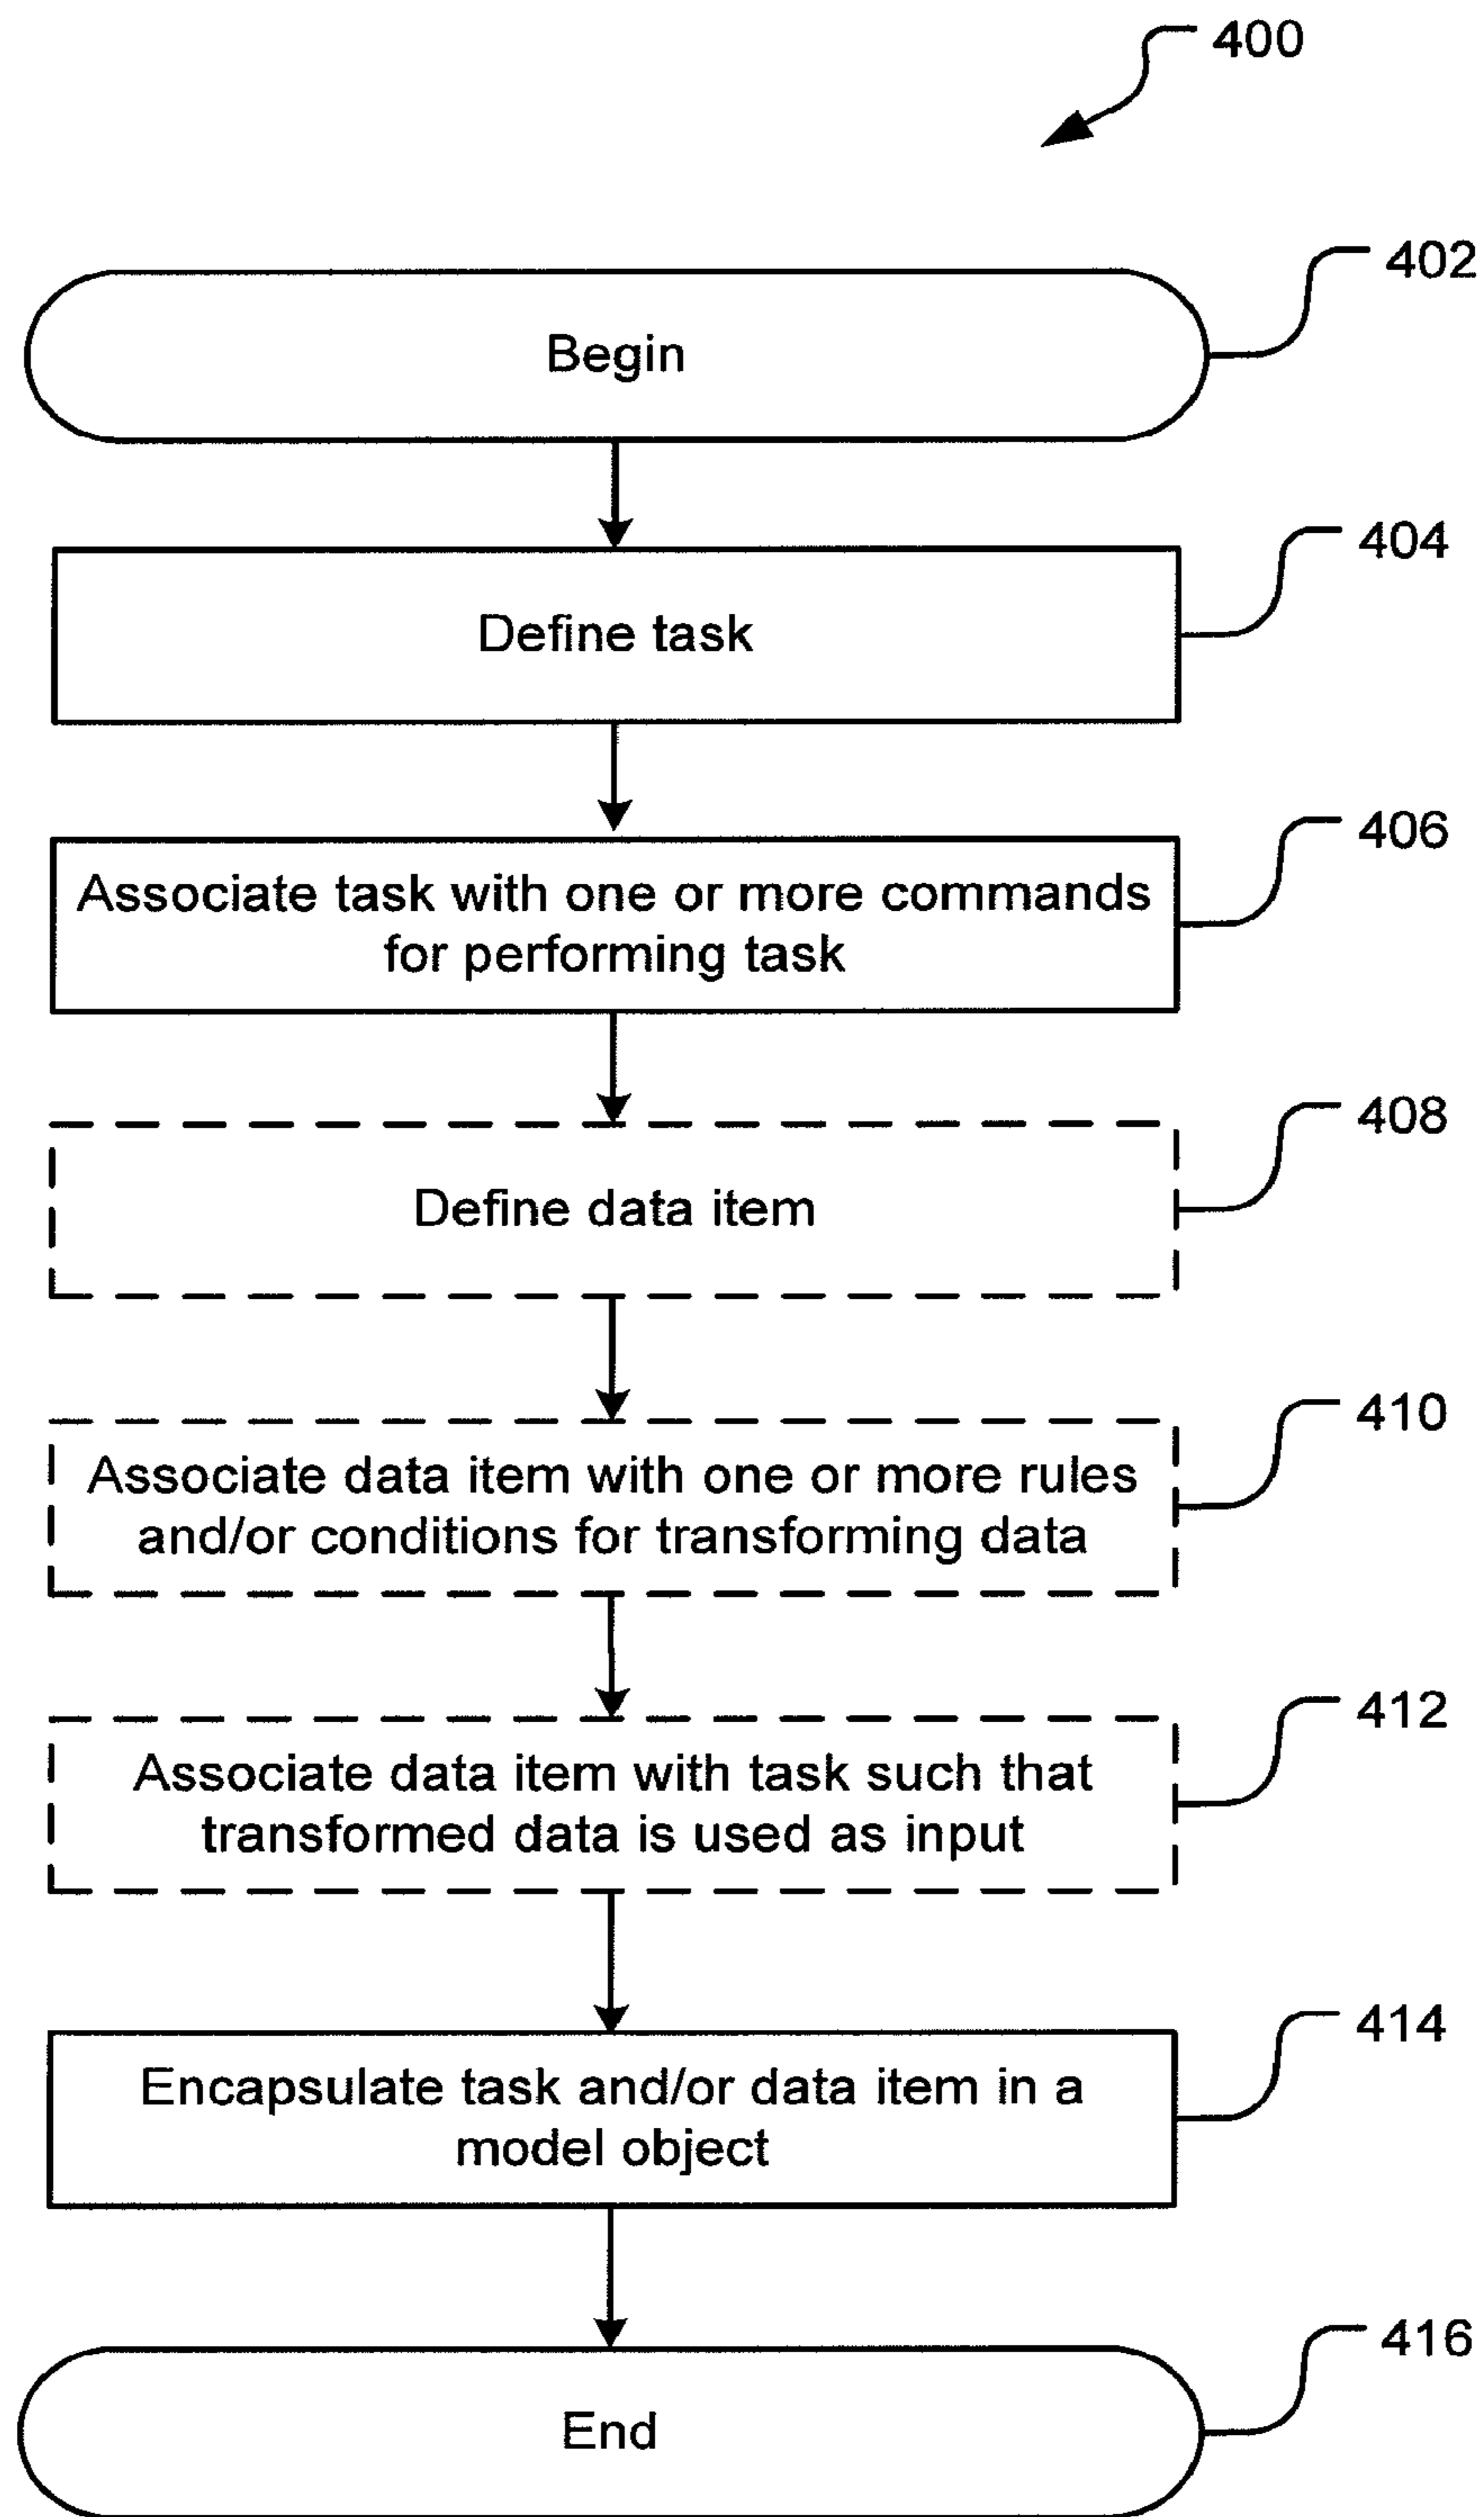 400
402
Begin
404
Define task
406
Associate task with one or more commands
for performing task
408
Define data item
410
Associate data item with one or more rules
and/or conditions for transforming data
412
Associate data item with task such that
transformed data is used as input
414
Encapsulate task and/or data item in a
model object
416
End